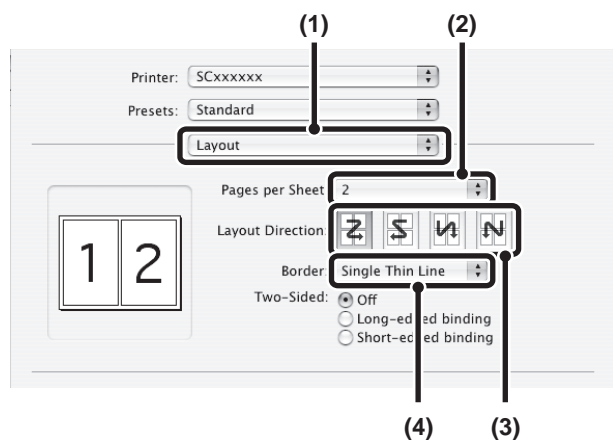 (1) (2)
Printer: SCxxxxxx
Presets: Standard
Layout
Pages per Sheet 2
Layout Direction:
1 2
Border: Single Thin Line
Two-Sided: Off
Long-edged binding
Short-edged binding
(4) (3)